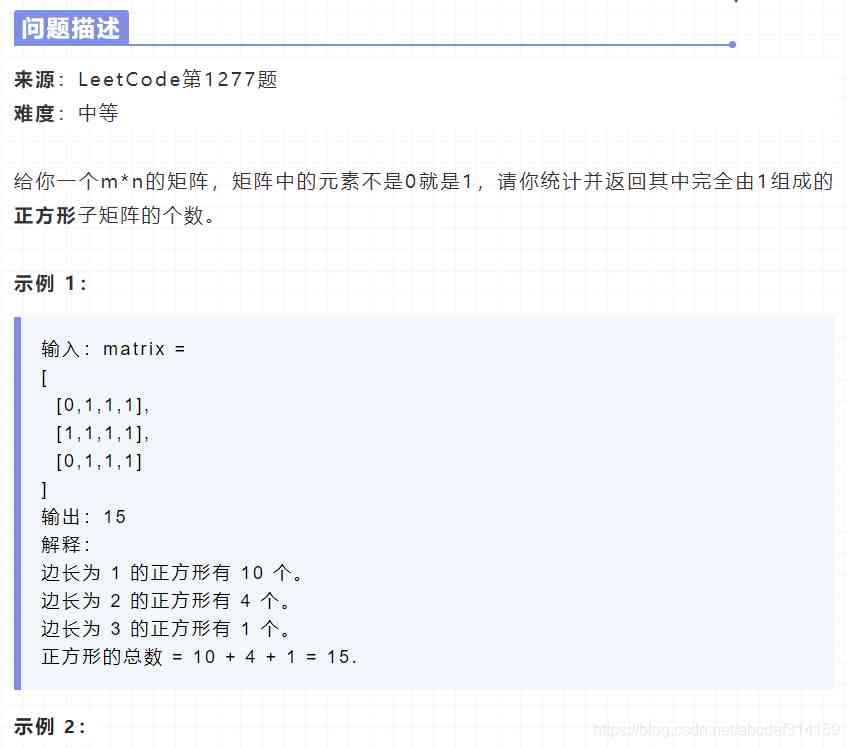 问题描述
来源：LeetCode第1277题
难度：中等
给你一个m*n的矩阵，矩阵中的元素不是0就是1，请你统计并返回其中完全由1组成的
正方形子矩阵的个数。
示例 1：
输入：matrix =
[
[0,1,1,1],
[1,1,1,1],
[0,1,1,1]
]
输出：15
解释：
边长为 1 的正方形有 10 个。
边长为 2 的正方形有 4 个。
边长为 3 的正方形有 1 个。
正方形的总数 = 10 + 4 + 1 = 15.
示例 2：
https://blog.csdn.net/abcdef314159